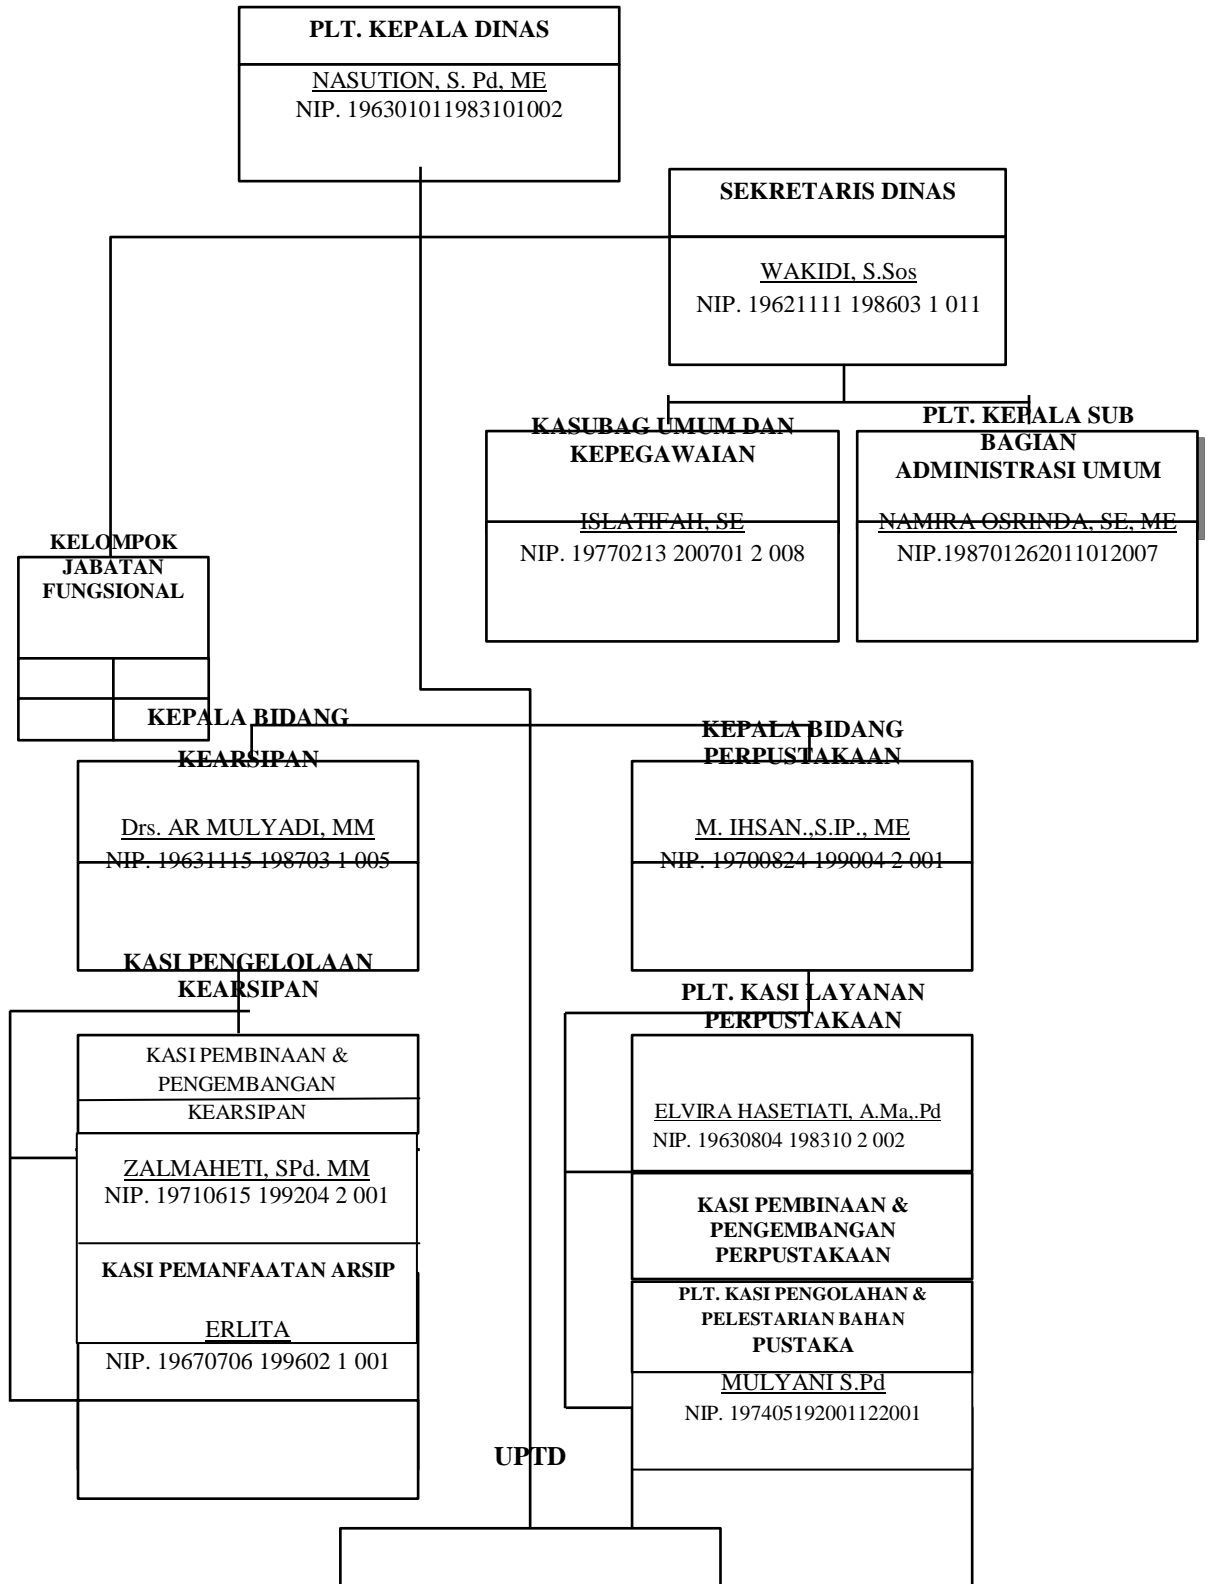 PLT. KEPALA DINAS
NASUTION, S. Pd, ME
NIP. 196301011983101002
SEKRETARIS DINAS
WAKIDI, S.Sos
NIP. 19621111 198603 1 011
KASUBAG UMUM DAN
KEPEGAWAIAN
ISLATIFAH, SE
NIP. 19770213 200701 2 008
PLT. KEPALA SUB
BAGIAN
ADMINISTRASI UMUM
NAMIRA OSRINDA, SE, ME
NIP.198701262011012007
KELOMPOK
JABATAN
FUNGSIONAL
KEPALA BIDANG
KEARSIPAN
Drs. AR MULYADI, MM
NIP. 19631115 198703 1 005
KEPALA BIDANG
PERPUSTAKAAN
M. IHSAN.,S.IP., ME
NIP. 19700824 199004 2 001
KASI PENGELOLAAN
KEARSIPAN
KASI PEMBINAAN &
PENGEMBANGAN
KEARSIPAN
ZALMAHETI, SPd. MM
NIP. 19710615 199204 2 001
KASI PEMANFAATAN ARSIP
ERLITA
NIP. 19670706 199602 1 001
PLT. KASI LAYANAN
PERPUSTAKAAN
ELVIRA HASETIATI, A.Ma,.Pd
NIP. 19630804 198310 2 002
KASI PEMBINAAN &
PENGEMBANGAN
PERPUSTAKAAN
PLT. KASI PENGOLAHAN &
PELESTARIAN BAHAN
PUSTAKA
MULYANI S.Pd
NIP. 197405192001122001
UPTD